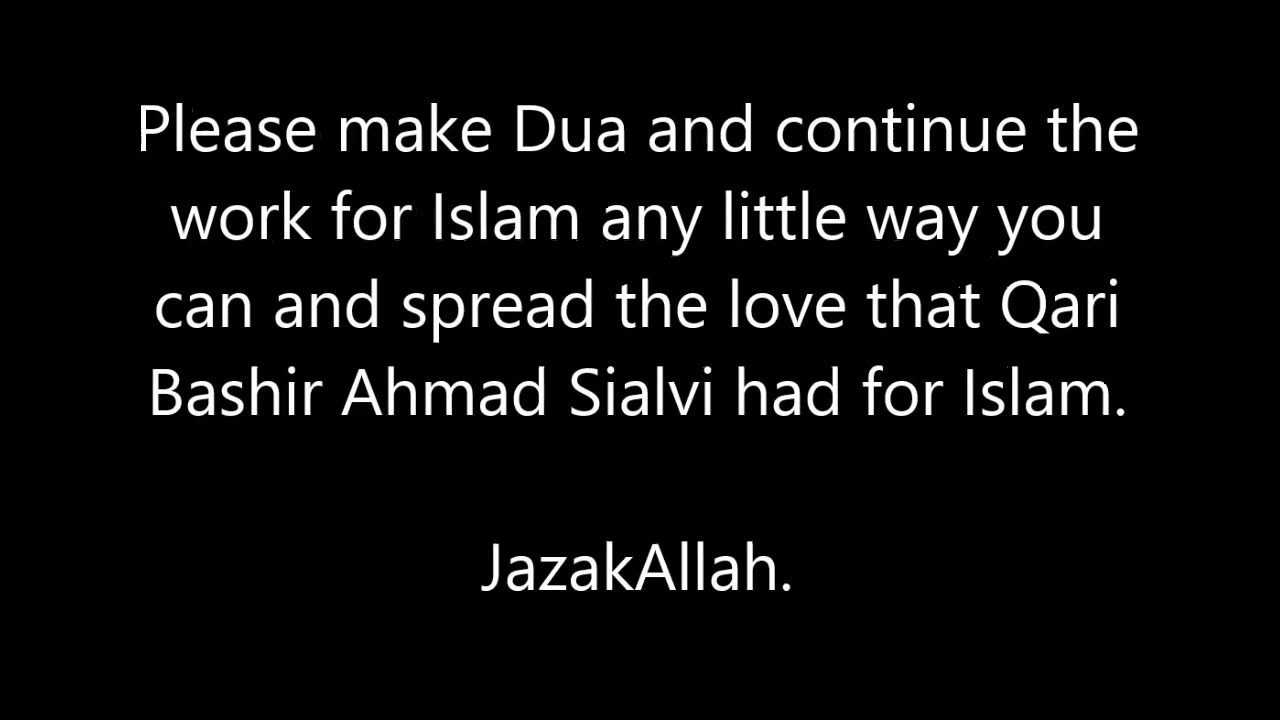 Please make Dua and continue the
work for Islam any little way you
can and spread the love that Qari
Bashir Ahmad Sialvi had for Islam.
JazakAllah.